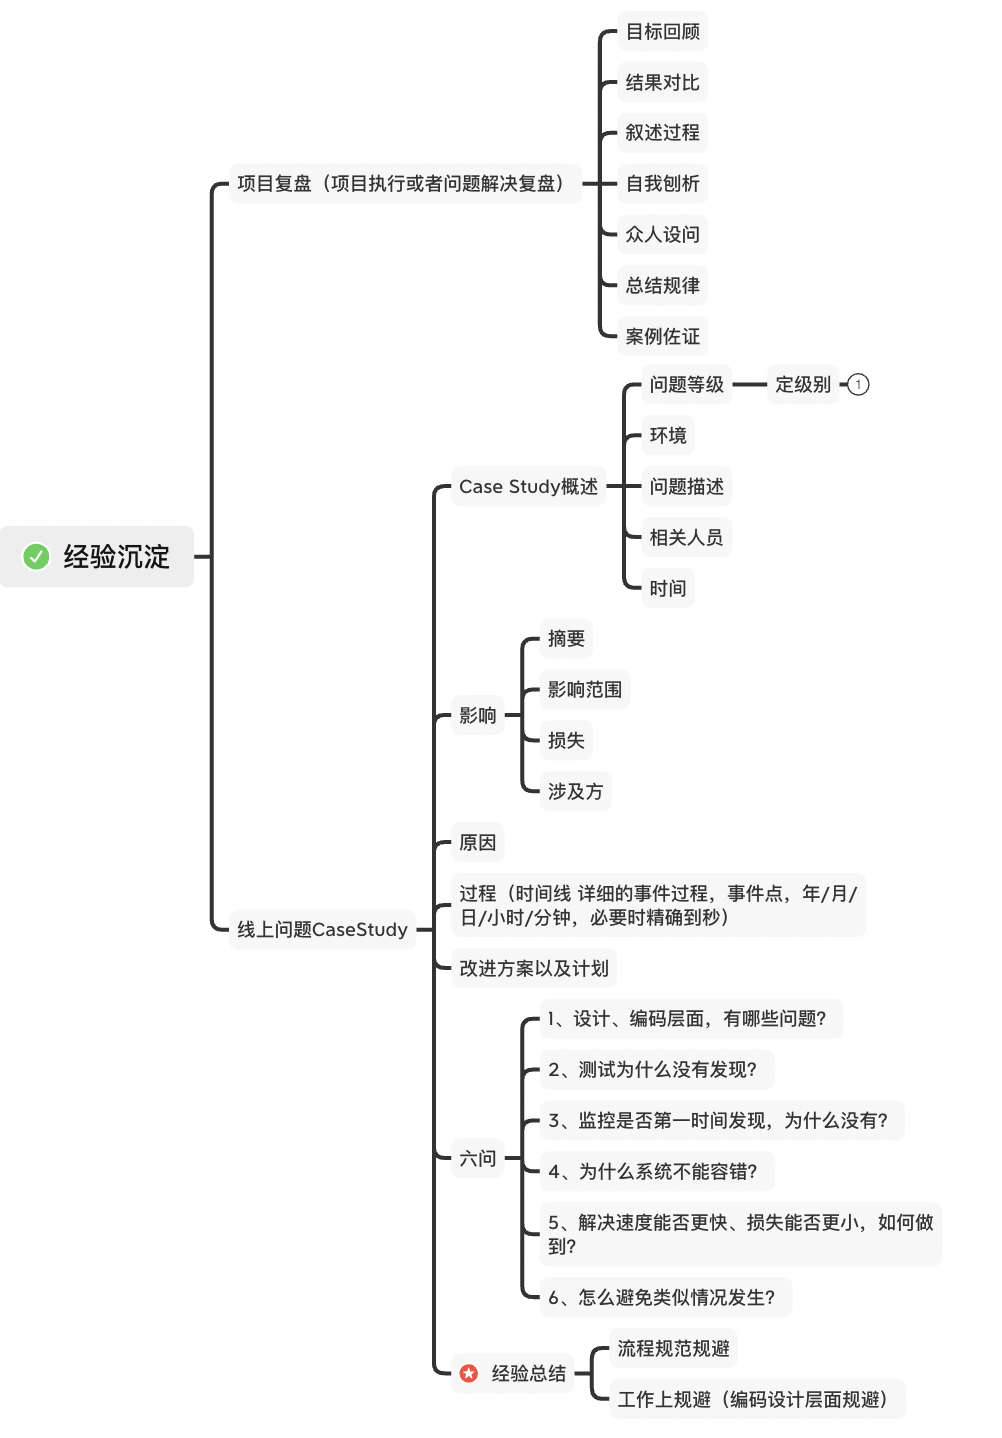 经验沉淀
项目复盘（项目执行或者问题解决复盘）
目标回顾
结果对比
叙述过程
自我刨析
众人设问
总结规律
案例佐证
线上问题CaseStudy
Case Study概述
问题等级
定级别
1
环境
问题描述
相关人员
时间
影响
摘要
影响范围
损失
涉及方
原因
过程（时间线 详细的事件过程，事件点，年/月/
日/小时/分钟，必要时精确到秒）
改进方案以及计划
六问
1、设计、编码层面，有哪些问题？
2、测试为什么没有发现？
3、监控是否第一时间发现，为什么没有？
4、为什么系统不能容错？
5、解决速度能否更快、损失能否更小，如何做
到？
6、怎么避免类似情况发生？
经验总结
流程规范规避
工作上规避（编码设计层面规避）